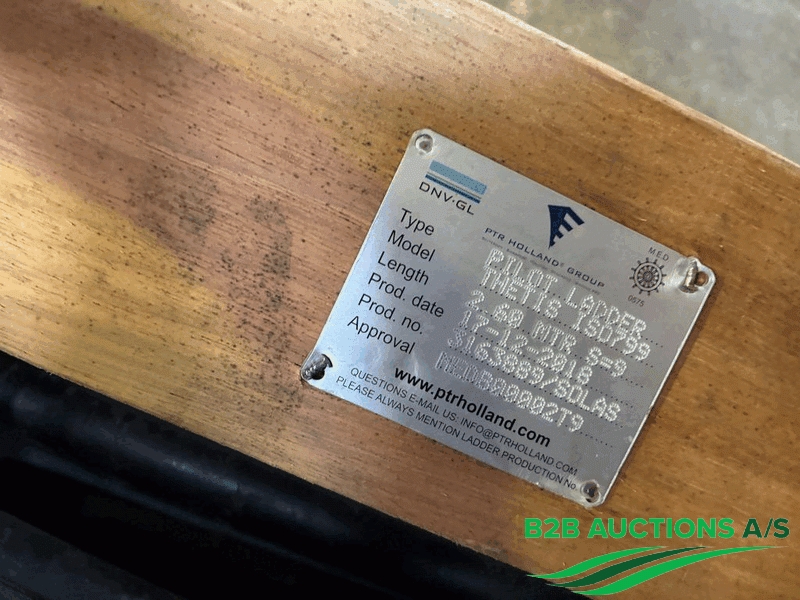 DNV·GL
PTR HOLLAND® GROUP
M.E.D.
0575
Type PILOT LADDER
Model THETIS ISO799
Length 2.60 MTR S=9
Prod. date 17-12-2018
Prod. no. 3163889/SOLAS
Approval MEDB00002T9
www.ptrholland.com
QUESTIONS E-MAIL US: INFO@PTRHOLLAND.COM
PLEASE ALWAYS MENTION LADDER PRODUCTION No.
B2B AUCTIONS A/S